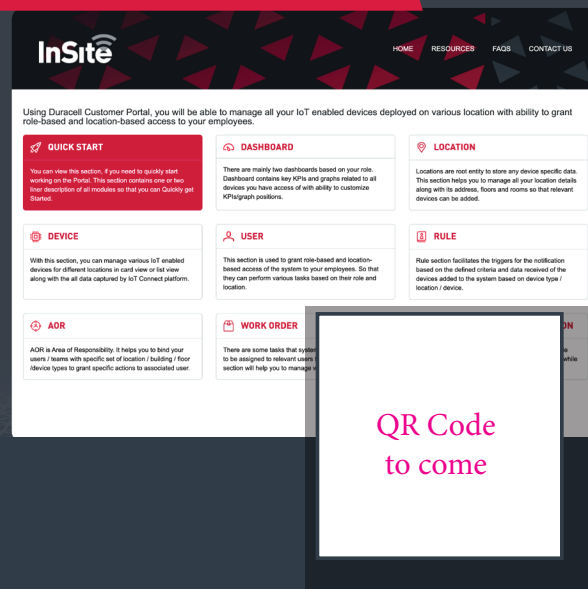 InSite
HOME RESOURCES FAQS CONTACT US
Using Duracell Customer Portal, you will be able to manage all your IoT enabled devices deployed on various location with ability to grant
role-based and location-based access to your employees.
QUICK START
You can view this section, if you need to quickly start
working on the Portal. This section contains one or two
liner description of all modules so that you can Quickly get
Started.
DASHBOARD
There are mainly two dashboards based on your role.
Dashboard contains key KPIs and graphs related to all
devices you have access of with ability to customize
KPIs/graph positions.
LOCATION
Locations are root entity to store any device specific data.
This section helps you to manage all your location details
along with its address, floors and rooms so that relevant
devices can be added.
DEVICE
With this section, you can manage various IoT enabled
devices for different locations in card view or list view
along with the all data captured by IoT Connect platform.
USER
This section is used to grant role-based and location-
based access of the system to your employees. So that
they can perform various tasks based on their role and
location.
RULE
Rule section facilitates the triggers for the notification
based on the defined criteria and data received of the
devices added to the system based on device type /
location / device.
AOR
AOR is Area of Responsibility. It helps you to bind your
users / teams with specific set of location / building / floor
/device types to grant specific actions to associated user.
WORK ORDER
There are some tasks that system
to be assigned to relevant users
section will help you to manage
ON
while
QR Code
to come